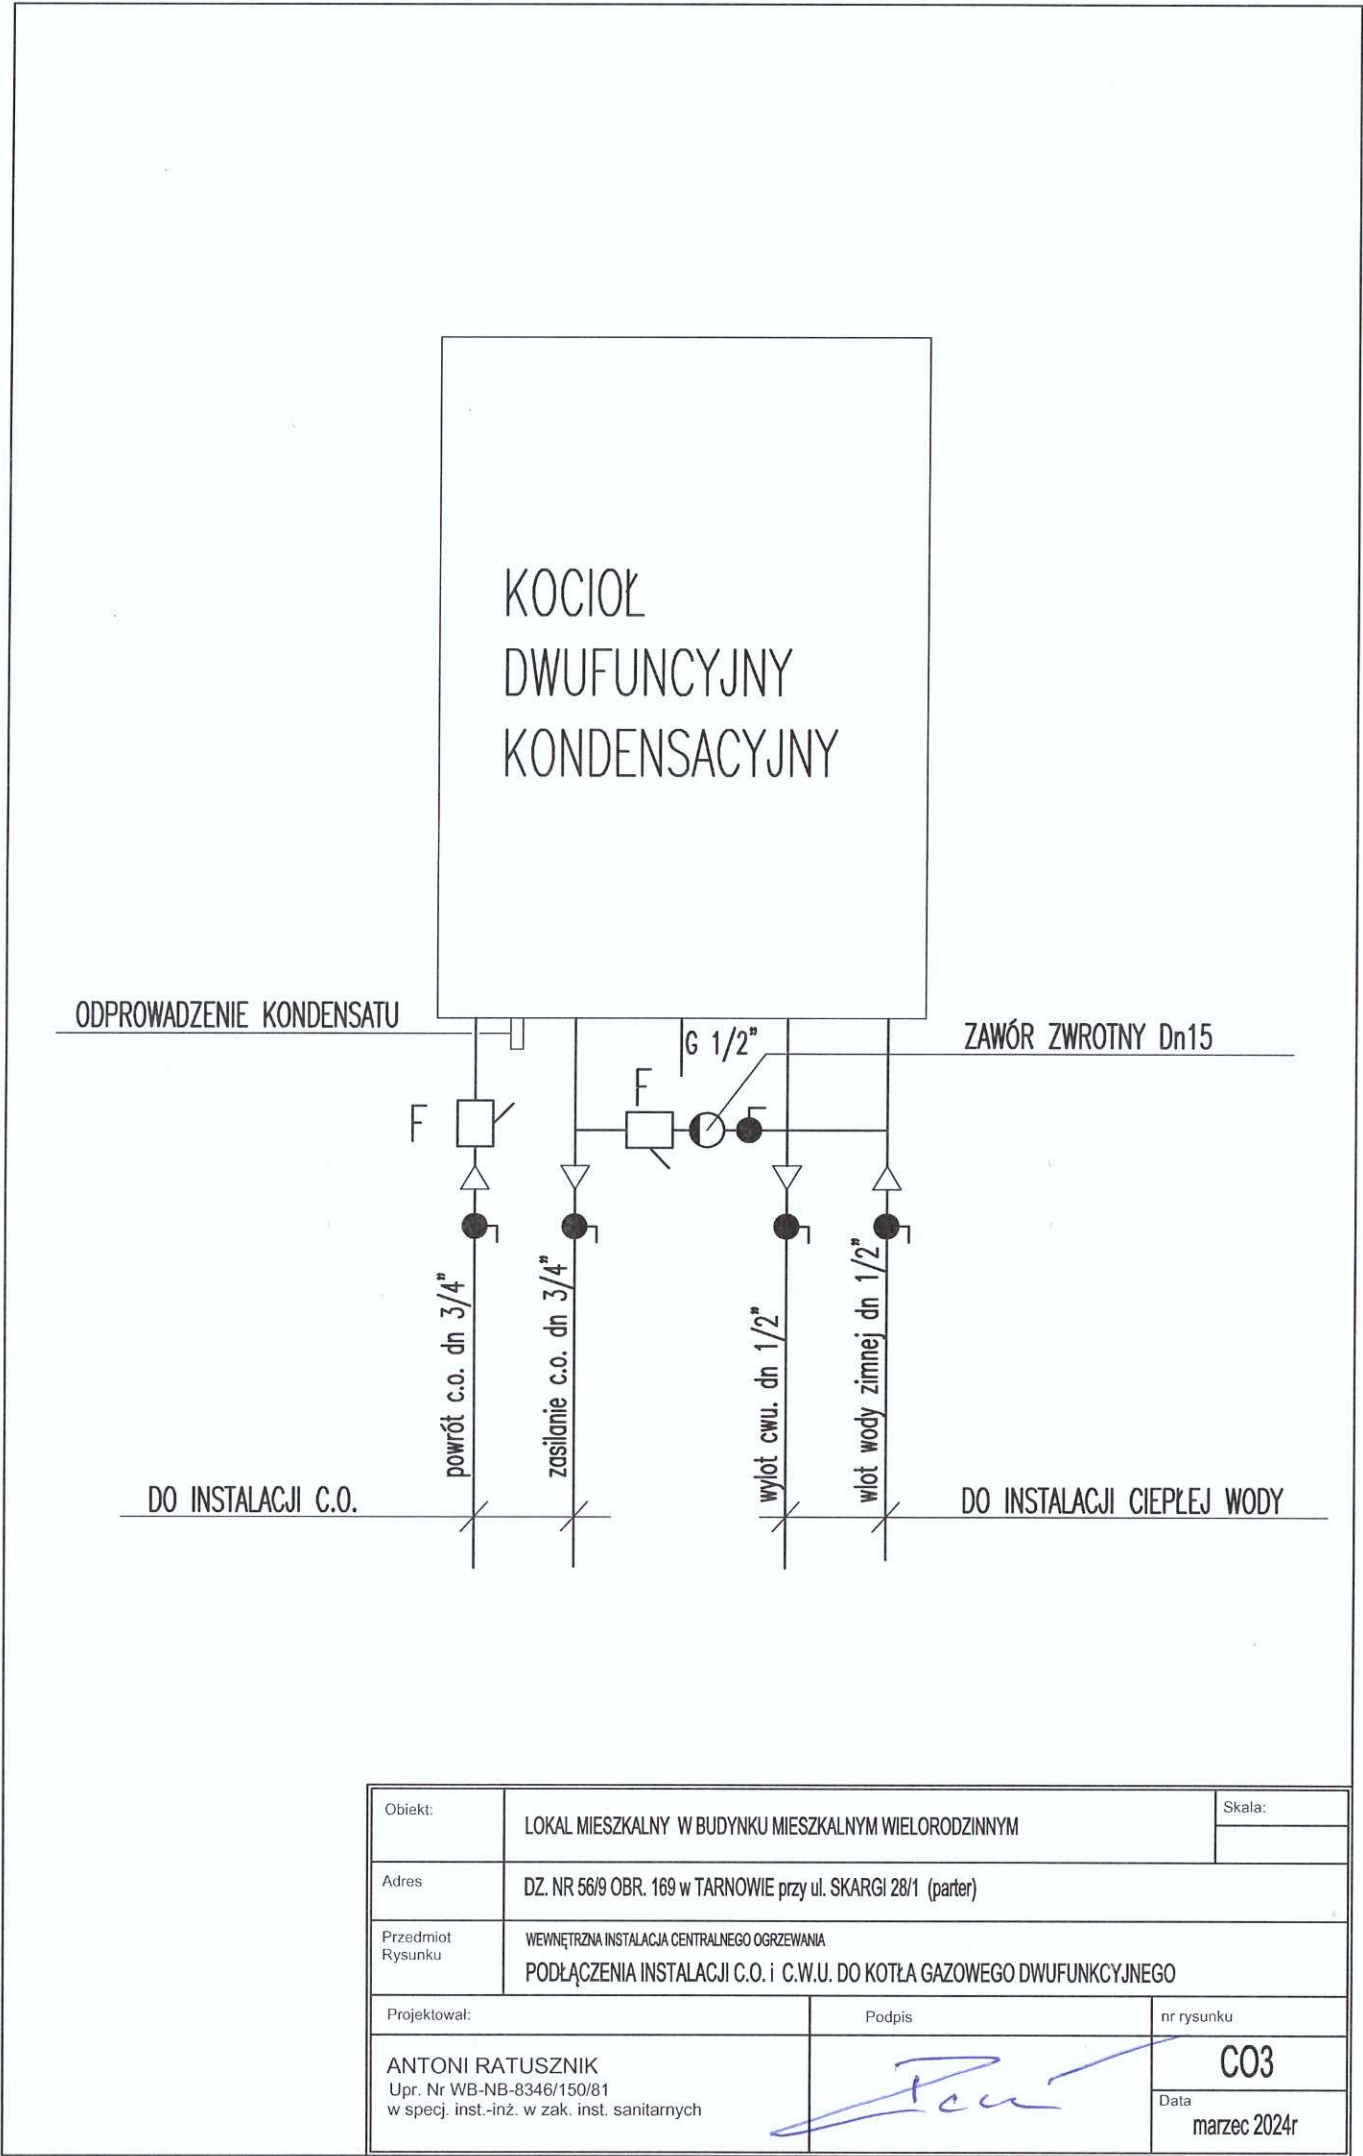 KOCIOŁ
DWUFUNCYJNY
KONDENSACYJNY
ODPROWADZENIE KONDENSATU
G 1/2"
ZAWÓR ZWROTNY Dn15
F
F
powrót c.o. dn 3/4"
zasilanie c.o. dn 3/4"
wylot cwu. dn 1/2"
wlot wody zimnej dn 1/2"
DO INSTALACJI C.O.
DO INSTALACJI CIEPŁEJ WODY
Obiekt:
LOKAL MIESZKALNY W BUDYNKU MIESZKALNYM WIELORODZINNYM
Skala:
Adres
DZ. NR 56/9 OBR. 169 w TARNOWIE przy ul. SKARGI 28/1 (parter)
Przedmiot
Rysunku
WEWNĘTRZNA INSTALACJA CENTRALNEGO OGRZEWANIA
PODŁĄCZENIA INSTALACJI C.O. i C.W.U. DO KOTŁA GAZOWEGO DWUFUNKCYJNEGO
Projektował:
Podpis
nr rysunku
ANTONI RATUSZNIK
Upr. Nr WB-NB-8346/150/81
w specj. inst.-inż. w zak. inst. sanitarnych
CO3
Data
marzec 2024r